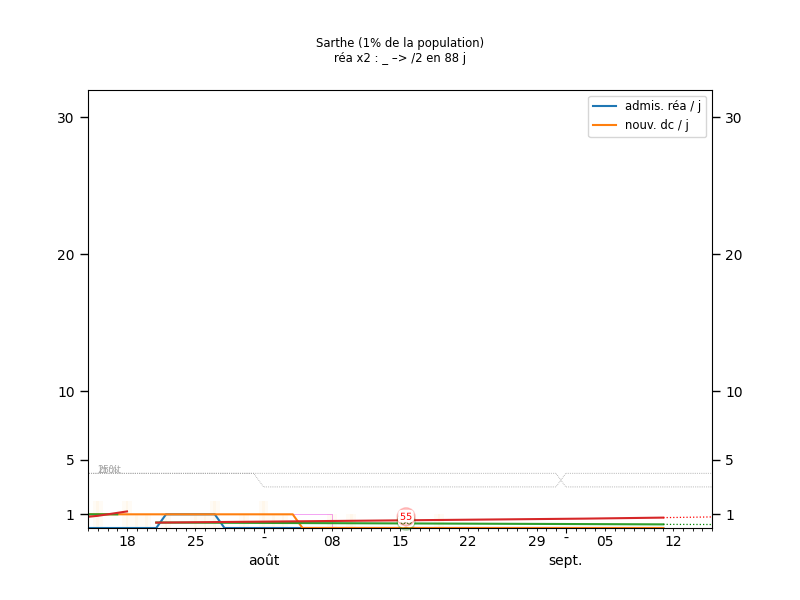 Sarthe (1% de la population)
réa x2 : _ –> /2 en 88 j
admis. réa / j
nouv. dc / j
30 30
20 20
10 10
5 5
1 1
55
18 25 - 08 15 22 29 - 05 12
août sept.